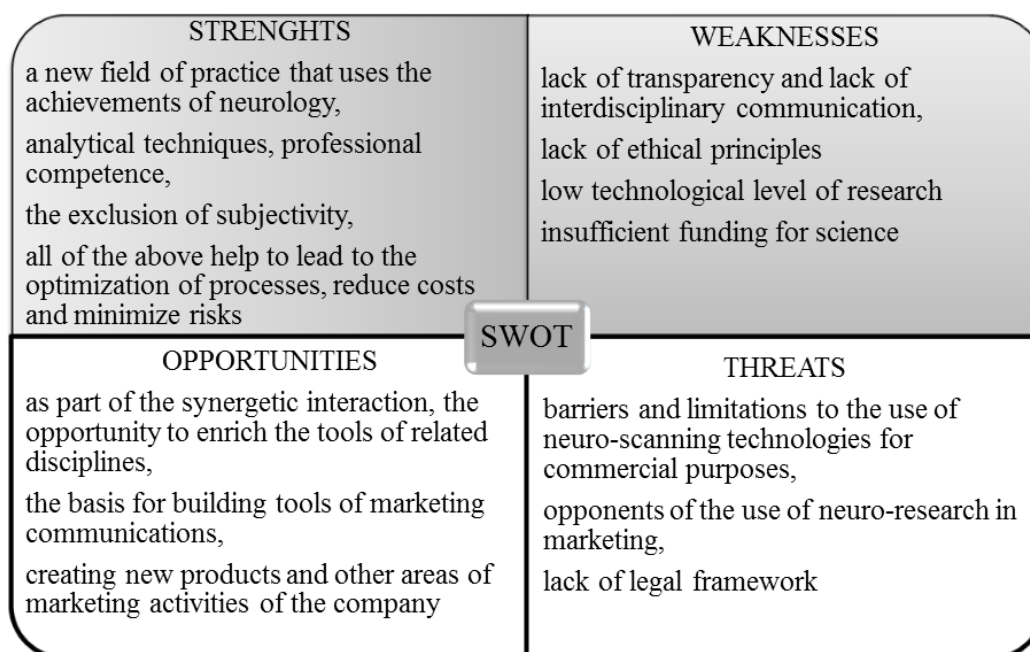 STRENGHTS
a new field of practice that uses the
achievements of neurology,
analytical techniques, professional
competence,
the exclusion of subjectivity,
all of the above help to lead to the
optimization of processes, reduce costs
and minimize risks
WEAKNESSES
lack of transparency and lack of
interdisciplinary communication,
lack of ethical principles
low technological level of research
insufficient funding for science
SWOT
OPPORTUNITIES
as part of the synergetic interaction, the
opportunity to enrich the tools of related
disciplines,
the basis for building tools of marketing
communications,
creating new products and other areas of
marketing activities of the company
THREATS
barriers and limitations to the use of
neuro-scanning technologies for
commercial purposes,
opponents of the use of neuro-research in
marketing,
lack of legal framework